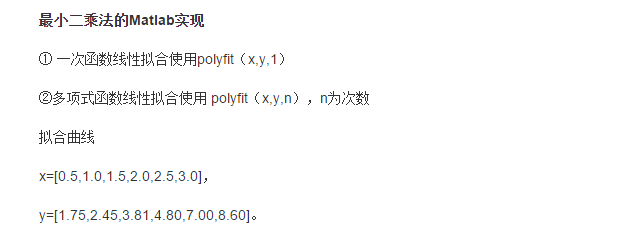 最小二乘法的Matlab实现
① 一次函数线性拟合使用polyfit（x,y,1）
②多项式函数线性拟合使用 polyfit（x,y,n），n为次数
拟合曲线
x=[0.5,1.0,1.5,2.0,2.5,3.0]，
y=[1.75,2.45,3.81,4.80,7.00,8.60]。